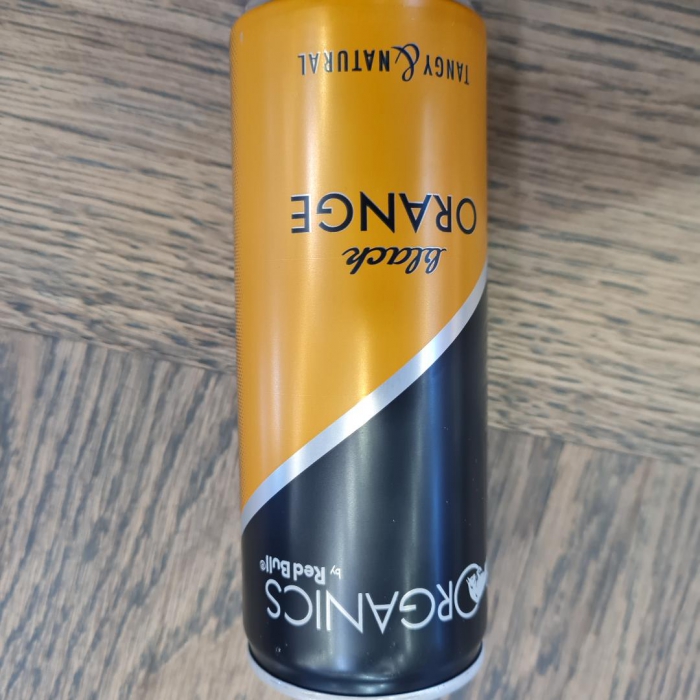 ORGANICS
by Red Bull®
black
ORANGE
TANGY & NATURAL